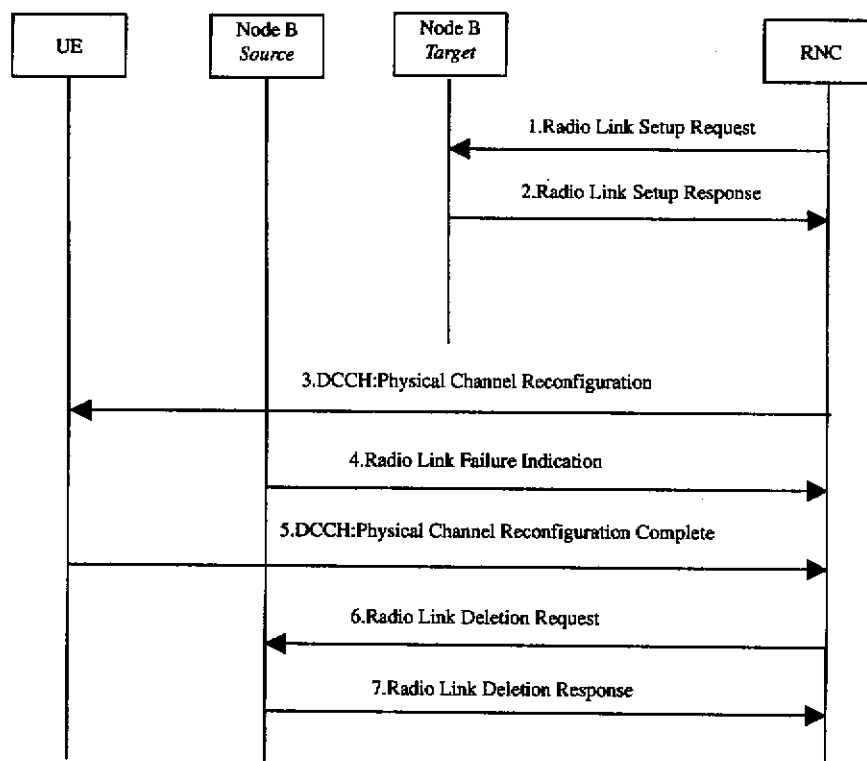 UE
Node B
Source
Node B
Target
RNC
1.Radio Link Setup Request
2.Radio Link Setup Response
3.DCCH:Physical Channel Reconfiguration
4.Radio Link Failure Indication
5.DCCH:Physical Channel Reconfiguration Complete
6.Radio Link Deletion Request
7.Radio Link Deletion Response